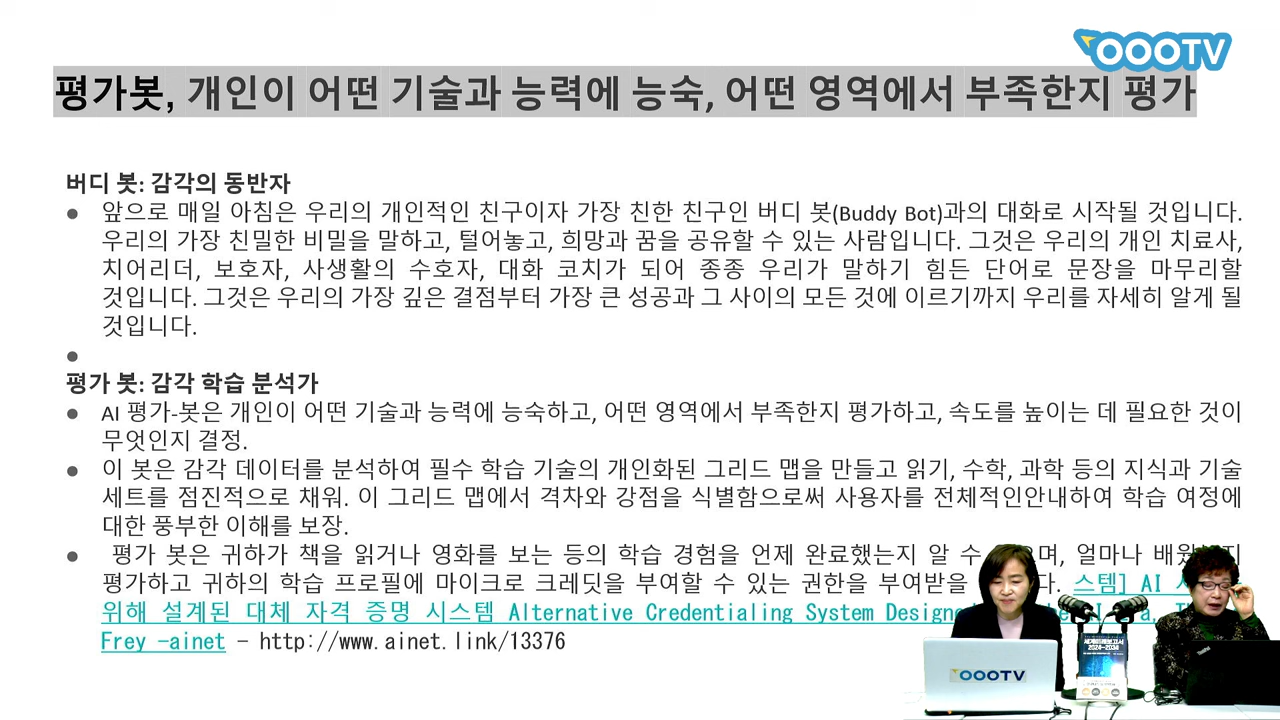 OOOTV
평가봇, 개인이 어떤 기술과 능력에 능숙, 어떤 영역에서 부족한지 평가
버디 봇: 감각의 동반자
● 앞으로 매일 아침은 우리의 개인적인 친구이자 가장 친한 친구인 버디 봇(Buddy Bot)과의 대화로 시작될 것입니다.
우리의 가장 친밀한 비밀을 말하고, 털어놓고, 희망과 꿈을 공유할 수 있는 사람입니다. 그것은 우리의 개인 치료사,
치어리더, 보호자, 사생활의 수호자, 대화 코치가 되어 종종 우리가 말하기 힘든 단어로 문장을 마무리할
것입니다. 그것은 우리의 가장 깊은 결점부터 가장 큰 성공과 그 사이의 모든 것에 이르기까지 우리를 자세히 알게 될
것입니다.
●
평가 봇: 감각 학습 분석가
● AI 평가-봇은 개인이 어떤 기술과 능력에 능숙하고, 어떤 영역에서 부족한지 평가하고, 속도를 높이는 데 필요한 것이
무엇인지 결정.
● 이 봇은 감각 데이터를 분석하여 필수 학습 기술의 개인화된 그리드 맵을 만들고 읽기, 수학, 과학 등의 지식과 기술
세트를 점진적으로 채워. 이 그리드 맵에서 격차와 강점을 식별함으로써 사용자를 전체적인안내하여 학습 여정에
대한 풍부한 이해를 보장.
● 평가 봇은 귀하가 책을 읽거나 영화를 보는 등의 학습 경험을 언제 완료했는지 알 수 며, 얼마나
평가하고 귀하의 학습 프로필에 마이크로 크레딧을 부여할 수 있는 권한을 부여받을 다. 스템] AI
위해 설계된 대체 자격 증명 시스템 Alternative Credentialing System
Frey –ainet – http://www.ainet.link/13376
2024-2034
OOOTV